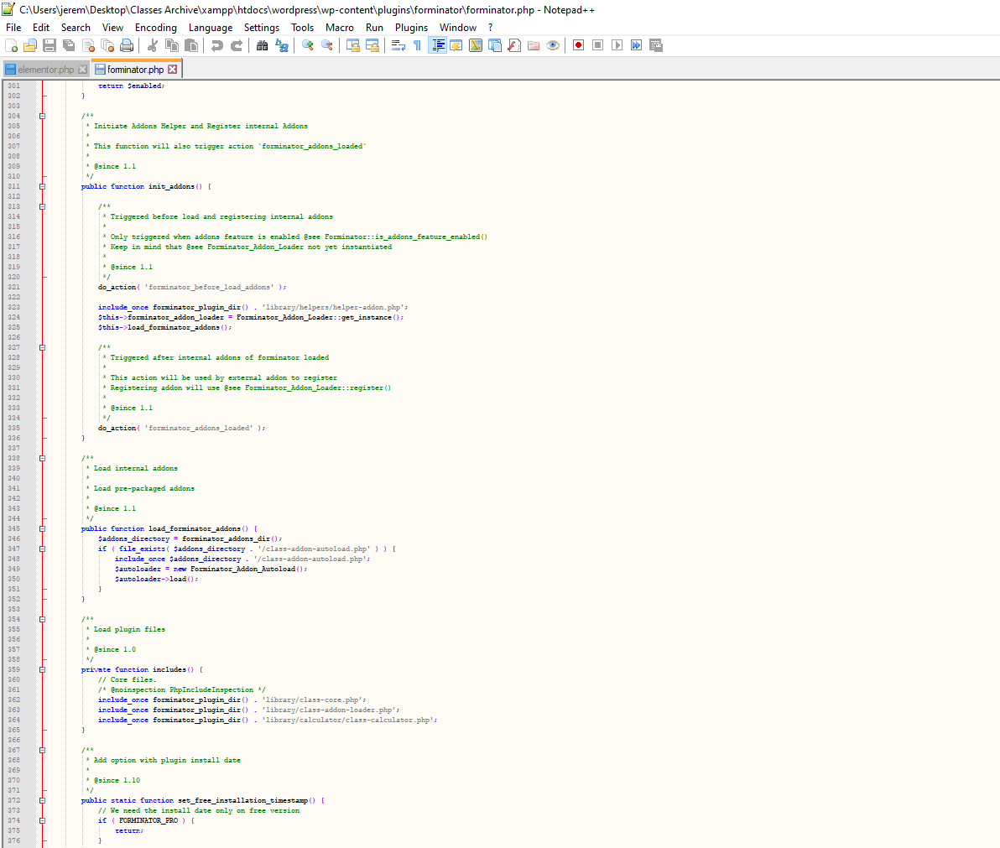 C:\Users\jerem\Desktop\Classes Archive\xampp\htdocs\wordpress\wp-content\plugins\forminator\forminator.php - Notepad++
File Edit Search View Encoding Language Settings Tools Macro Run Plugins Window ?
elementor.php forminator.php
301 return $enabled;
302 }
303
304 /**
305 * Initiate Addons Helper and Register internal Addons
306 *
307 * This function will also trigger action `forminator_addons_loaded`
308 *
309 * @since 1.1
310 */
311 public function init_addons() {
312
313 /**
314 * Triggered before load and registering internal addons
315 *
316 * Only triggered when addons feature is enabled @see Forminator::is_addons_feature_enabled()
317 * Keep in mind that @see Forminator_Addon_Loader not yet instantiated
318 *
319 * @since 1.1
320 */
321 do_action( 'forminator_before_load_addons' );
322
323 include_once forminator_plugin_dir() . 'library/helpers/helper-addon.php';
324 $this->forminator_addon_loader = Forminator_Addon_Loader::get_instance();
325 $this->load_forminator_addons();
326
327 /**
328 * Triggered after internal addons of forminator loaded
329 *
330 * This action will be used by external addon to register
331 * Registering addon will use @see Forminator_Addon_Loader::register()
332 *
333 * @since 1.1
334 */
335 do_action( 'forminator_addons_loaded' );
336 }
337
338 /**
339 * Load internal addons
340 *
341 * Load pre-packaged addons
342 *
343 * @since 1.1
344 */
345 public function load_forminator_addons() {
346 $addons_directory = forminator_addons_dir();
347 if ( file_exists( $addons_directory . '/class-addon-autoload.php' ) ) {
348 include_once $addons_directory . '/class-addon-autoload.php';
349 $autoloader = new Forminator_Addon_Autoload();
350 $autoloader->load();
351 }
352 }
353
354 /**
355 * Load plugin files
356 *
357 * @since 1.0
358 */
359 private function includes() {
360 // Core files.
361 /* @noinspection PhpIncludeInspection */
362 include_once forminator_plugin_dir() . 'library/class-core.php';
363 include_once forminator_plugin_dir() . 'library/class-addon-loader.php';
364 include_once forminator_plugin_dir() . 'library/calculator/class-calculator.php';
365 }
366
367 /**
368 * Add option with plugin install date
369 *
370 * @since 1.10
371 */
372 public static function set_free_installation_timestamp() {
373 // We need the install date only on free version
374 if ( FORMINATOR_PRO ) {
375 return;
376 }